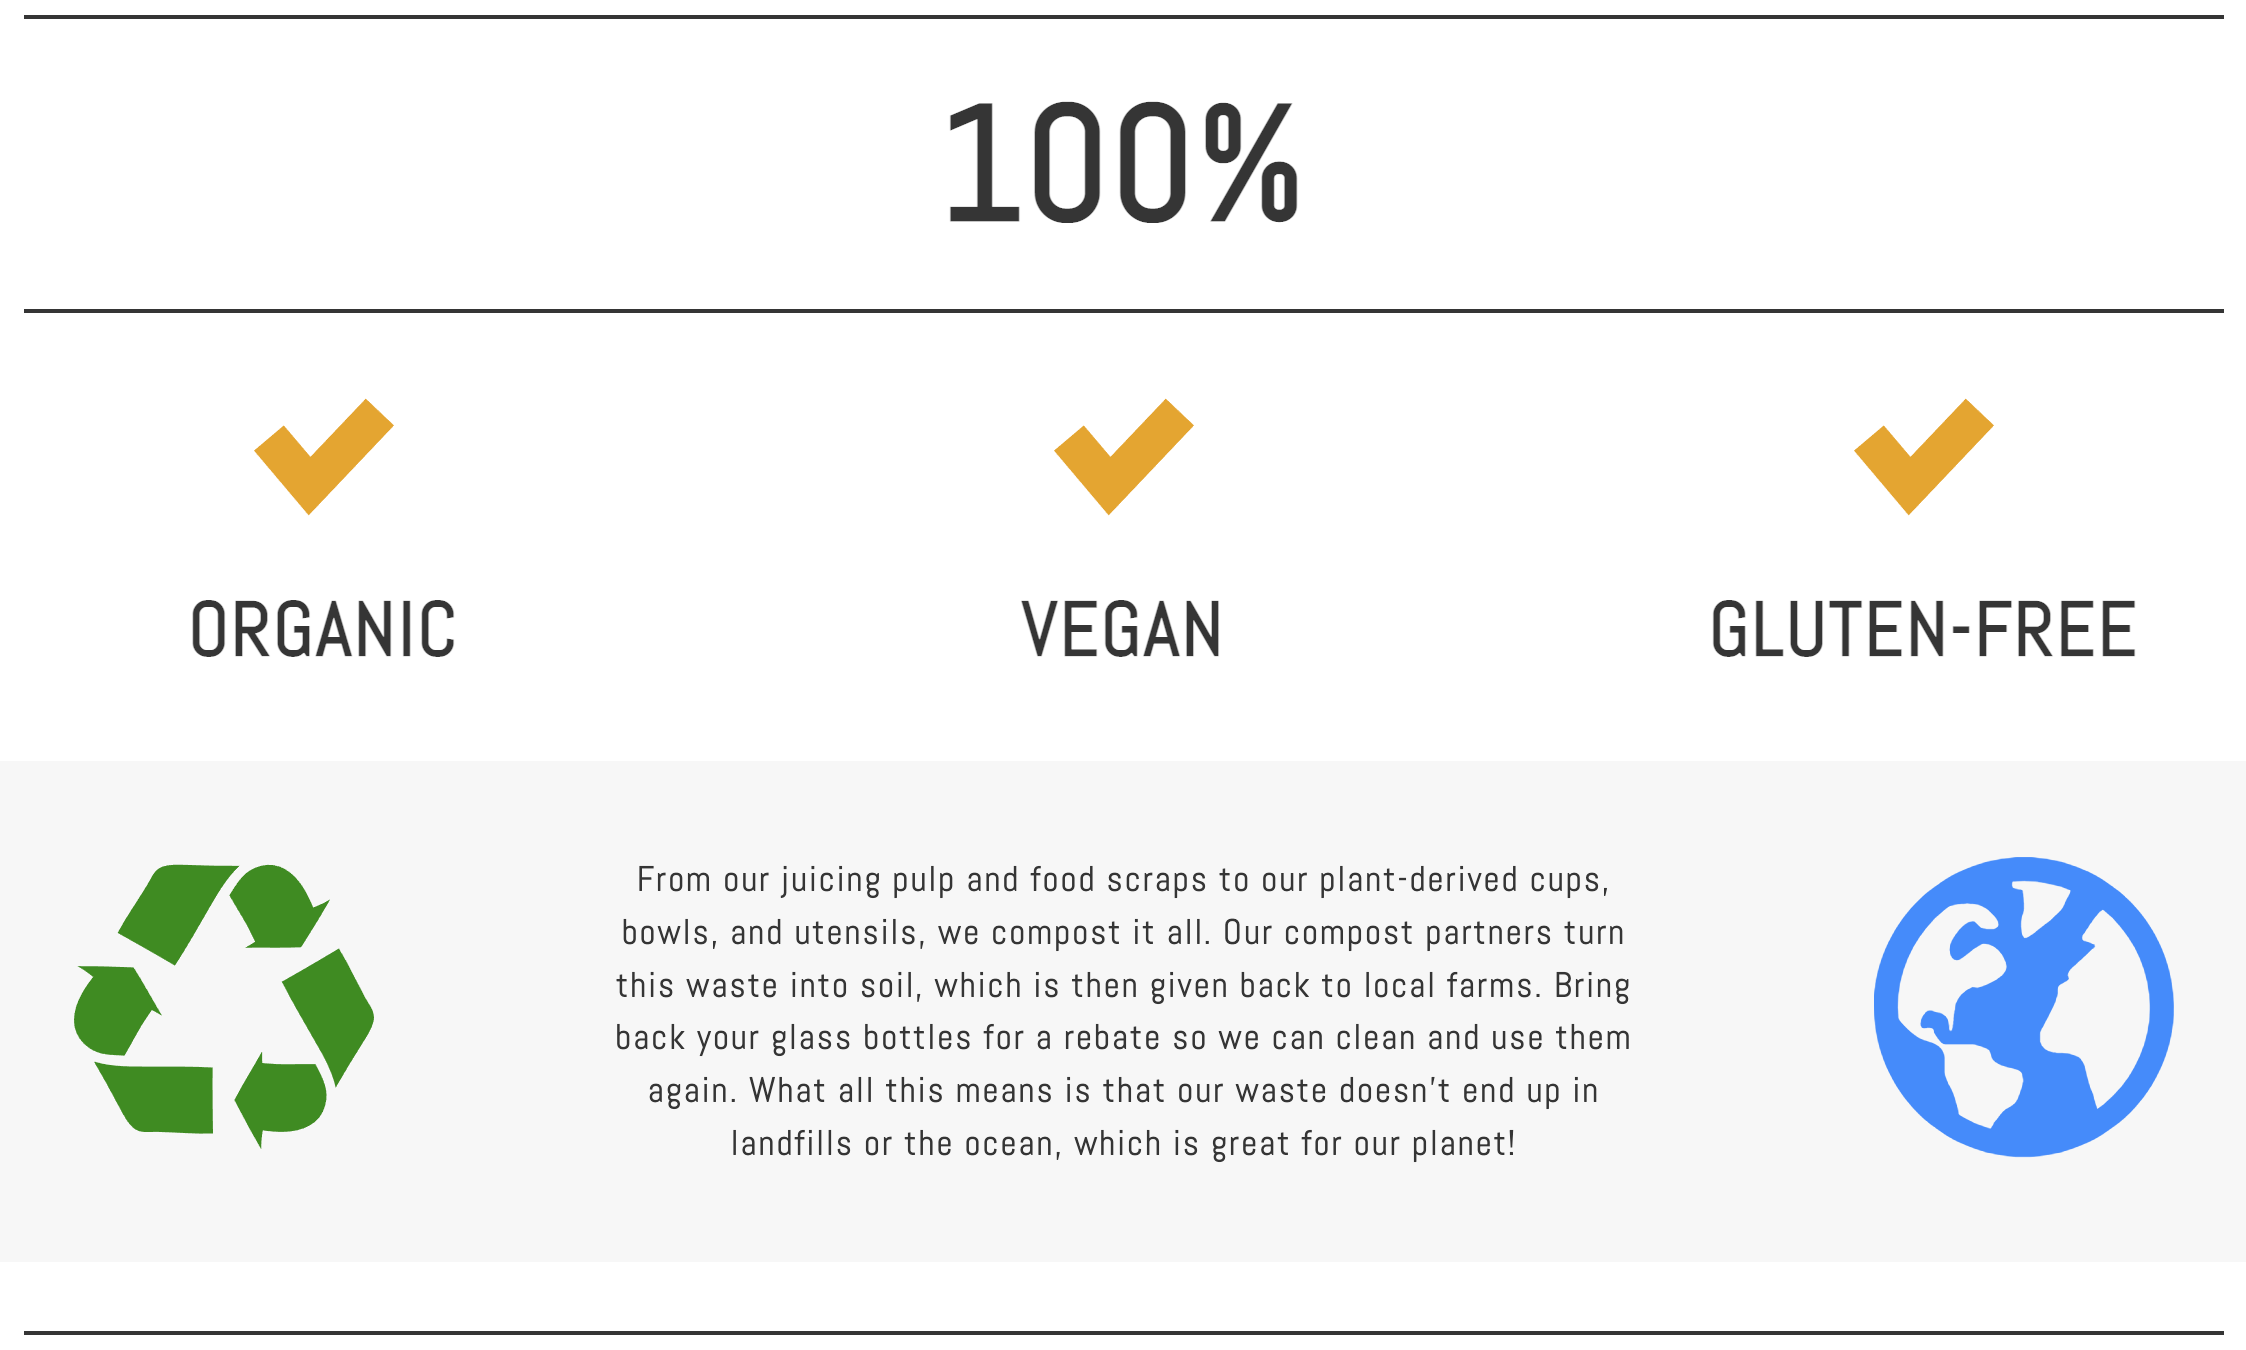 100%
ORGANIC
VEGAN
GLUTEN-FREE
From our juicing pulp and food scraps to our plant-derived cups,
bowls, and utensils, we compost it all. Our compost partners turn
this waste into soil, which is then given back to local farms. Bring
back your glass bottles for a rebate so we can clean and use them
again. What all this means is that our waste doesn't end up in
landfills or the ocean, which is great for our planet!